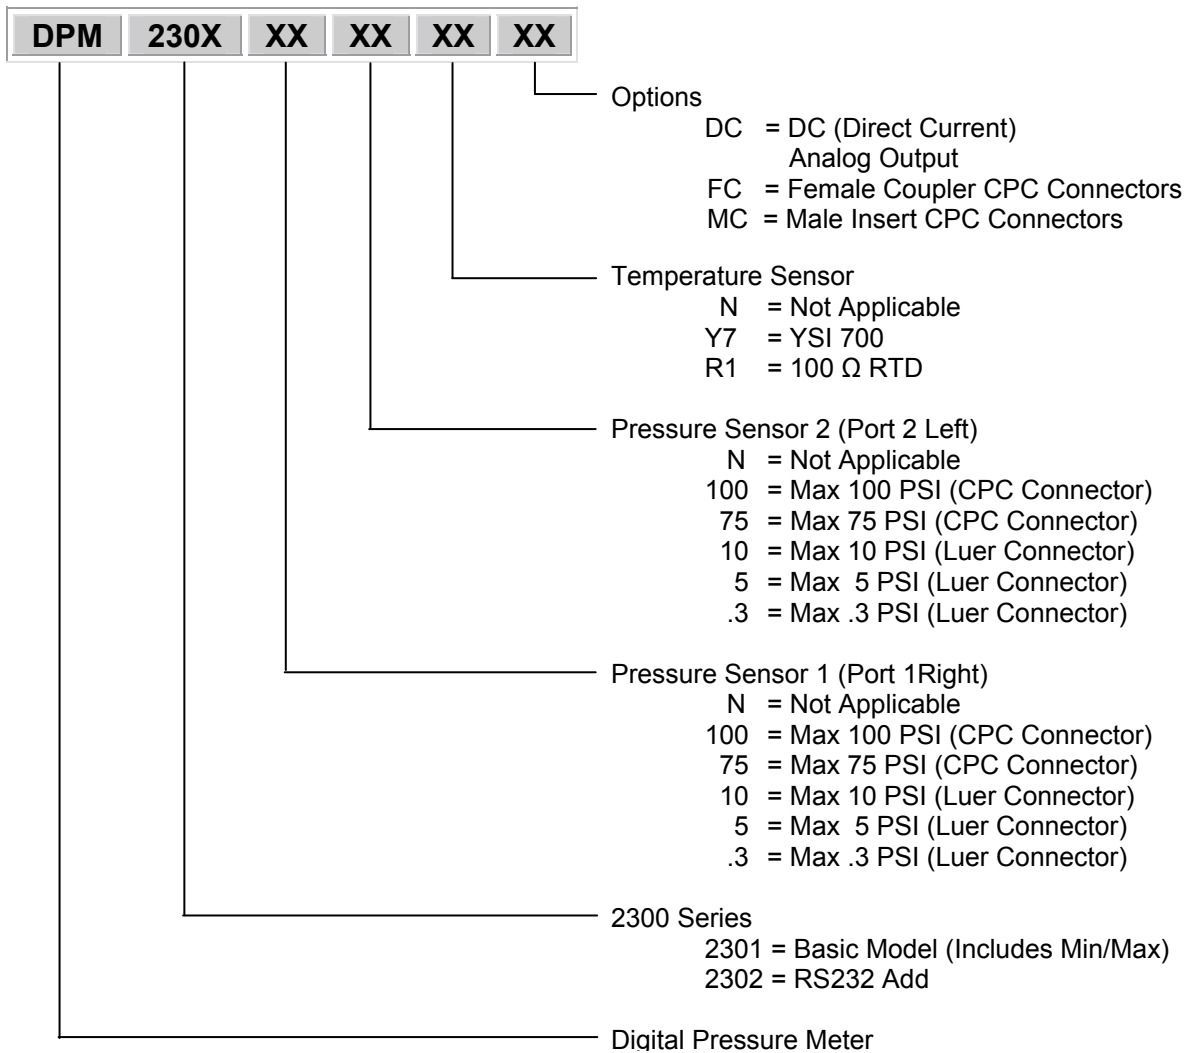 DPM 230X XX XX XX XX
Options
DC = DC (Direct Current)
Analog Output
FC = Female Coupler CPC Connectors
MC = Male Insert CPC Connectors
Temperature Sensor
N = Not Applicable
Y7 = YSI 700
R1 = 100 Ω RTD
Pressure Sensor 2 (Port 2 Left)
N = Not Applicable
100 = Max 100 PSI (CPC Connector)
75 = Max 75 PSI (CPC Connector)
10 = Max 10 PSI (Luer Connector)
5 = Max 5 PSI (Luer Connector)
.3 = Max .3 PSI (Luer Connector)
Pressure Sensor 1 (Port 1Right)
N = Not Applicable
100 = Max 100 PSI (CPC Connector)
75 = Max 75 PSI (CPC Connector)
10 = Max 10 PSI (Luer Connector)
5 = Max 5 PSI (Luer Connector)
.3 = Max .3 PSI (Luer Connector)
2300 Series
2301 = Basic Model (Includes Min/Max)
2302 = RS232 Add
Digital Pressure Meter